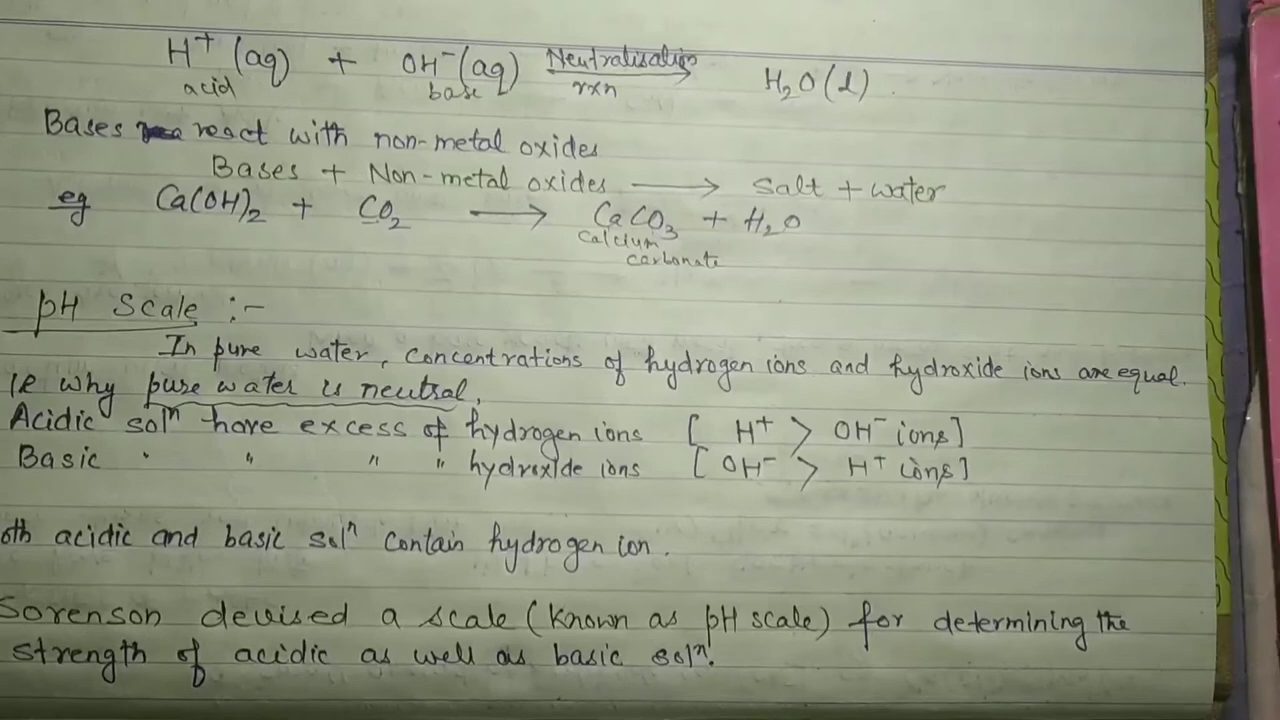 H⁺ (aq) + OH⁻ (aq) Neutralisation rxn → H₂O (l)
acid base
Bases react with non-metal oxides
Bases + Non-metal oxides ⟶ Salt + water
eg Ca(OH)₂ + CO₂ ⟶ CaCO₃ + H₂O
calcium
carbonate
pH Scale :-
In pure water, concentrations of hydrogen ions and hydroxide ions are equal.
ie why pure water is neutral,
Acidic solⁿ have excess of hydrogen ions [ H⁺ > OH⁻ ions]
Basic " " " " hydroxide ions [ OH⁻ > H⁺ ions]
oth acidic and basic solⁿ contain hydrogen ion.
Sorenson devised a scale (known as pH scale) for determining the
strength of acidic as well as basic solⁿ.